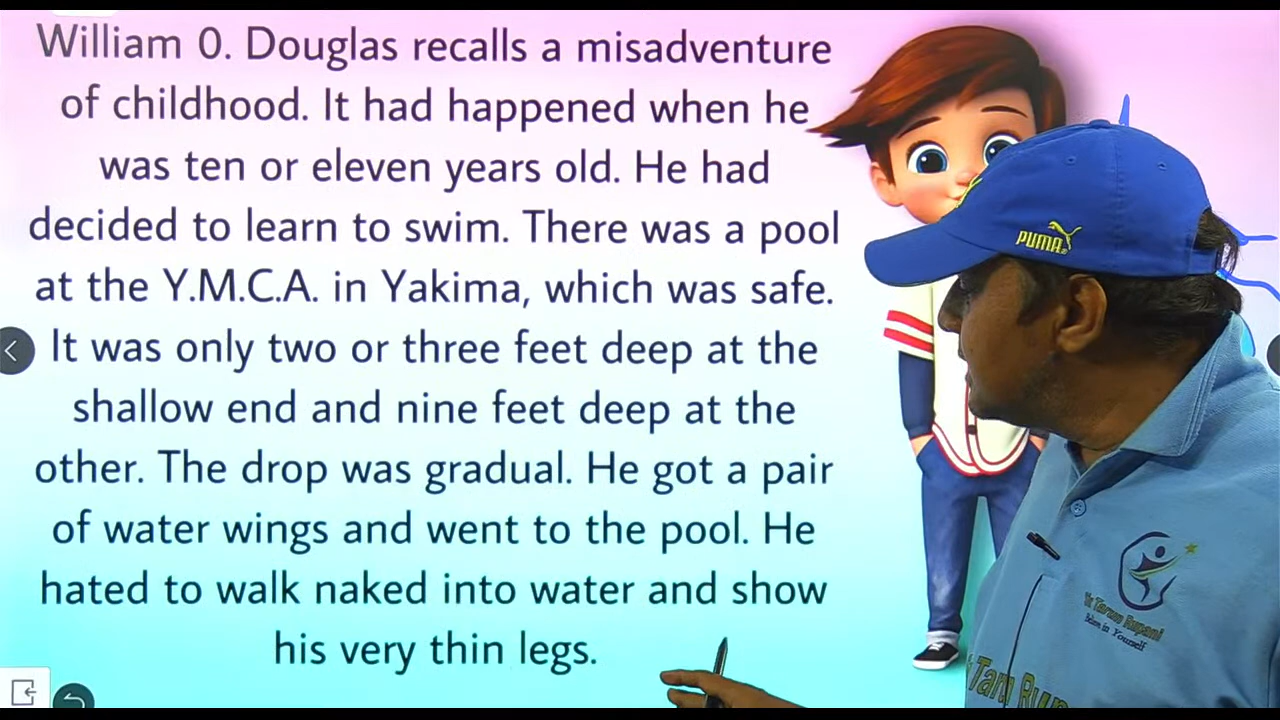 William O. Douglas recalls a misadventure
of childhood. It had happened when he
was ten or eleven years old. He had
decided to learn to swim. There was a pool
at the Y.M.C.A. in Yakima, which was safe.
It was only two or three feet deep at the
shallow end and nine feet deep at the
other. The drop was gradual. He got a pair
of water wings and went to the pool. He
hated to walk naked into water and show
his very thin legs.
PUMA
Tarun Rupani
in Yourself